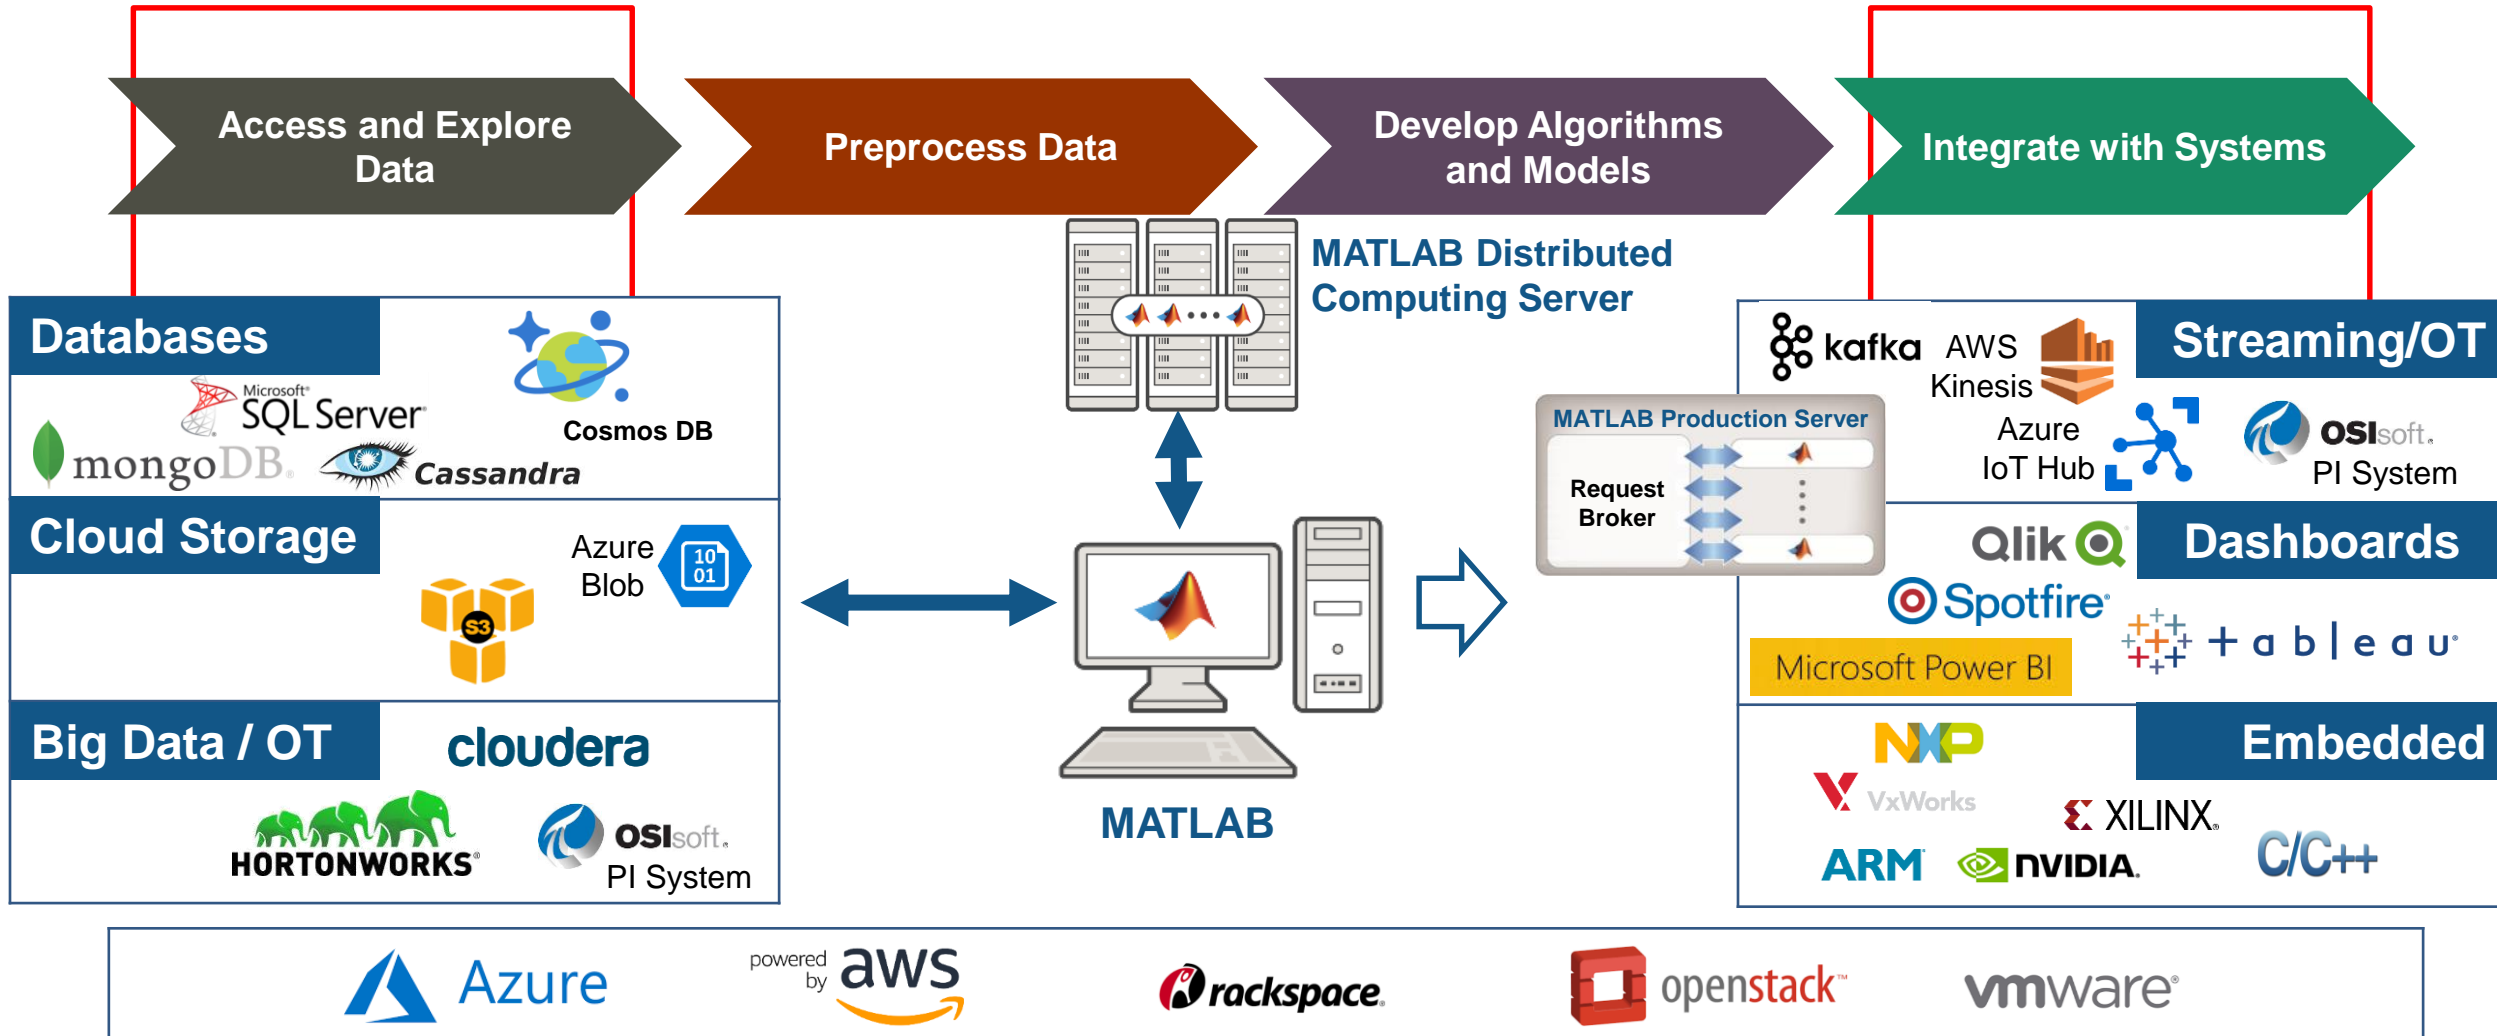 Access and Explore
Data
Preprocess Data
Develop Algorithms
and Models
Integrate with Systems
MATLAB Distributed
Computing Server
Databases
Microsoft®
SQL Server®
mongoDB®
Cassandra
Cosmos DB
Cloud Storage
S3
Azure
Blob
10
01
Big Data / OT
cloudera
HORTONWORKS®
OSIsoft®
PI System
MATLAB
MATLAB Production Server
Request
Broker
kafka
AWS
Kinesis
Streaming/OT
Azure
IoT Hub
OSIsoft®
PI System
Qlik
Dashboards
Spotfire®
+ableau®
Microsoft Power BI
NXP
Embedded
VxWorks
XILINX®
ARM®
NVIDIA®
C/C++
Azure
powered
by
aws
rackspace®
openstack™
vmware®